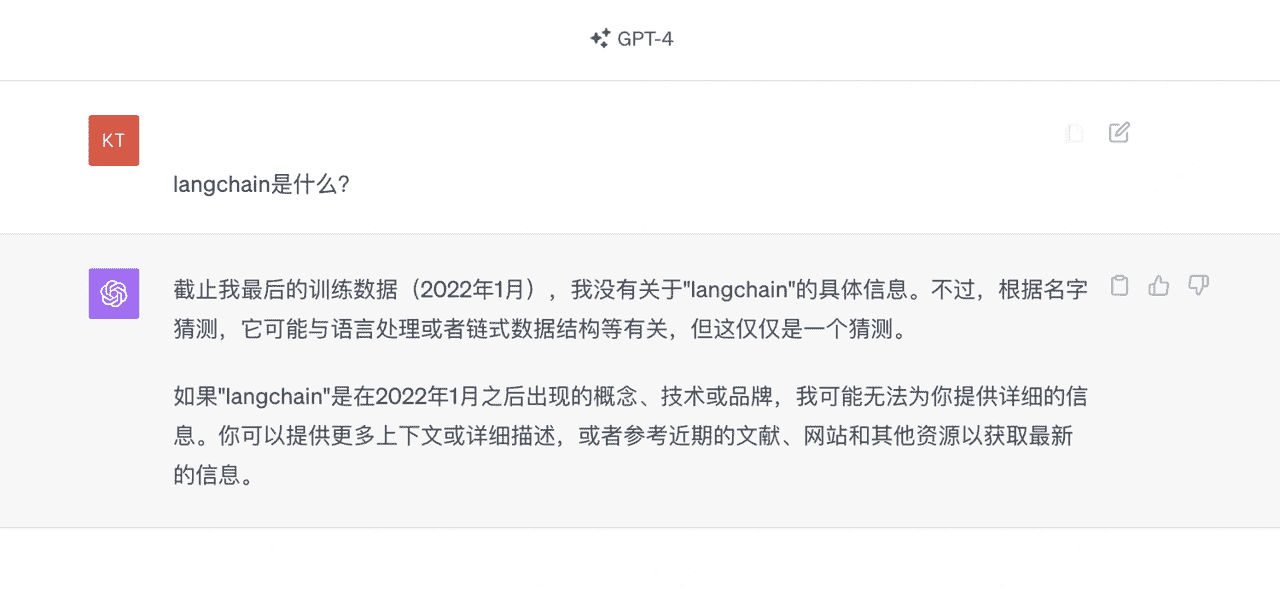 GPT-4
KT
langchain是什么?
截止我最后的训练数据（2022年1月），我没有关于"langchain"的具体信息。不过，根据名字
猜测，它可能与语言处理或者链式数据结构等有关，但这仅仅是一个猜测。
如果"langchain"是在2022年1月之后出现的概念、技术或品牌，我可能无法为你提供详细的信
息。你可以提供更多上下文或详细描述，或者参考近期的文献、网站和其他资源以获取最新
的信息。